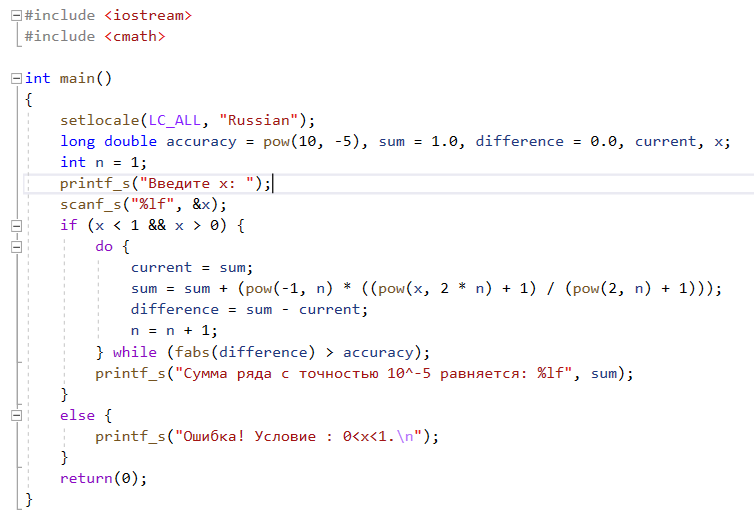 #include <iostream>
#include <cmath>
int main()
{
setlocale(LC_ALL, "Russian");
long double accuracy = pow(10, -5), sum = 1.0, difference = 0.0, current, x;
int n = 1;
printf_s("Введите x: ");
scanf_s("%lf", &x);
if (x < 1 && x > 0) {
do {
current = sum;
sum = sum + (pow(-1, n) * ((pow(x, 2 * n) + 1) / (pow(2, n) + 1)));
difference = sum - current;
n = n + 1;
} while (fabs(difference) > accuracy);
printf_s("Сумма ряда с точностью 10^-5 равняется: %lf", sum);
}
else {
printf_s("Ошибка! Условие : 0<x<1.\n");
}
return(0);
}